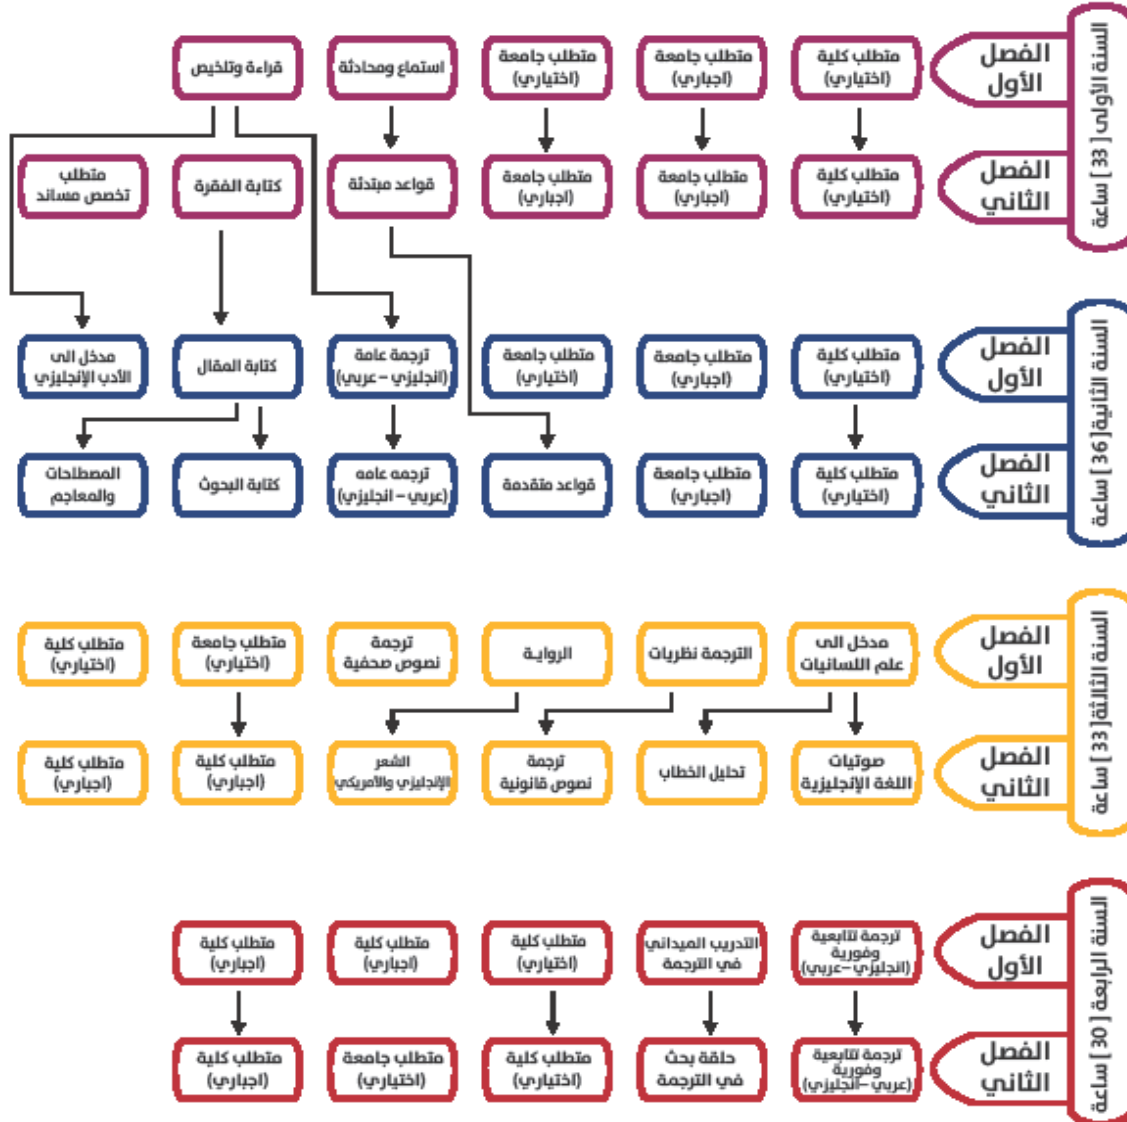 السنة الأولى [33] ساعة
الفصل
الأول
متطلب كلية
(اختياري)
متطلب جامعة
(اجباري)
متطلب جامعة
(اختياري)
استماع ومحادثة
قراءة وتلخيص
الفصل
الثاني
متطلب كلية
(اختياري)
متطلب جامعة
(اجباري)
متطلب جامعة
(اجباري)
قواعد مبتدئة
كتابة الفقرة
متطلب
تخصص مساند
السنة الثانية [36] ساعة
الفصل
الأول
متطلب كلية
(اختياري)
متطلب جامعة
(اجباري)
متطلب جامعة
(اختياري)
ترجمة عامة
(انجليزي – عربي)
كتابة المقال
مدخل الى
الأدب الإنجليزي
الفصل
الثاني
متطلب كلية
(اختياري)
متطلب جامعة
(اجباري)
قواعد متقدمة
ترجمه عامه
(عربي – انجليزي)
كتابة البحوث
المصطلحات
والمعاجم
السنة الثالثة [33] ساعة
الفصل
الأول
مدخل الى
علم اللسانيات
الترجمة نظريات
الروايـة
ترجمة
نصوص صحفية
متطلب جامعة
(اختياري)
متطلب كلية
(اختياري)
الفصل
الثاني
صوتيات
اللغة الإنجليزية
تحليل الخطاب
ترجمة
نصوص قانونية
الشعر
الإنجليزي والأمريكي
متطلب كلية
(اجباري)
متطلب كلية
(اجباري)
السنة الرابعة [30] ساعة
الفصل
الأول
ترجمة تتابعية
وفورية
(انجليزي – عربي)
التدريب الميداني
في الترجمة
متطلب كلية
(اختياري)
متطلب كلية
(اجباري)
متطلب كلية
(اجباري)
الفصل
الثاني
ترجمة تتابعية
وفورية
(عربي – انجليزي)
حلقة بحث
في الترجمة
متطلب كلية
(اختياري)
متطلب جامعة
(اختياري)
متطلب كلية
(اجباري)